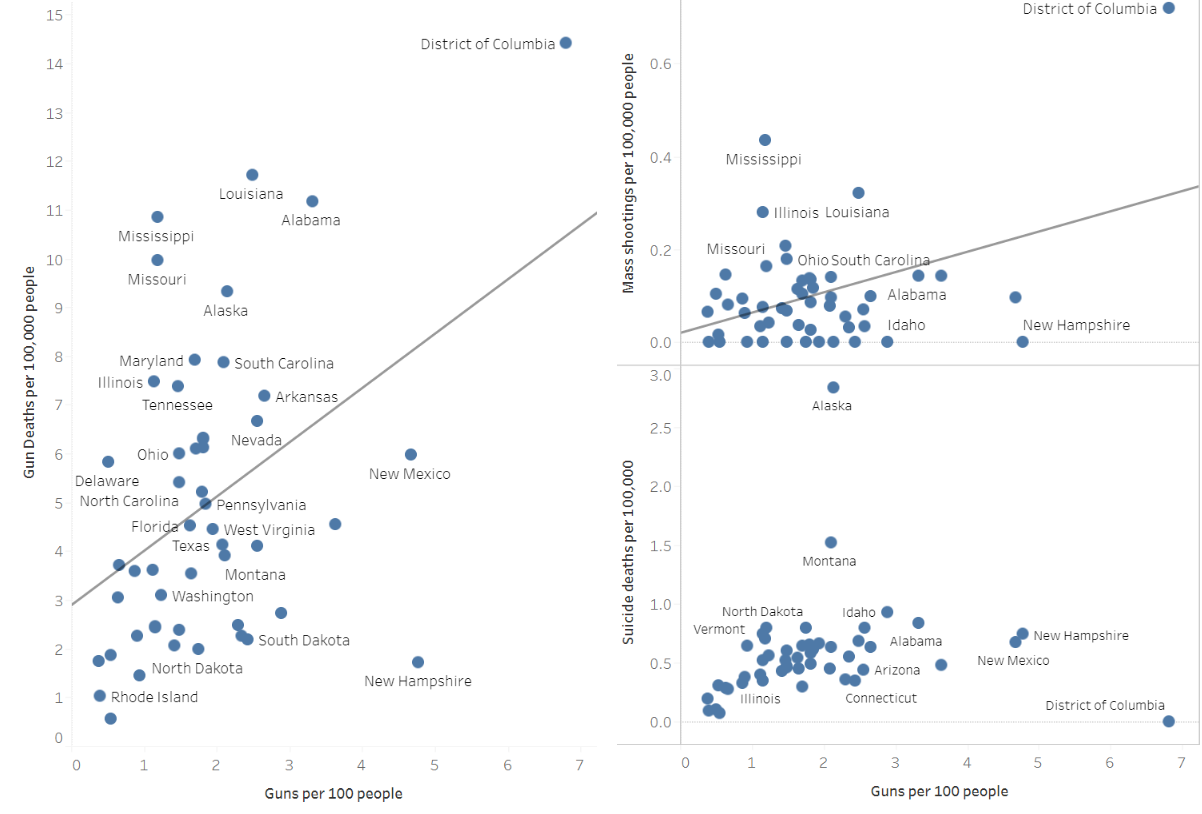 Gun Deaths per 100,000 people
15
14
13
12
11
10
9
8
7
6
5
4
3
2
1
0
District of Columbia
Louisiana
Alabama
Mississippi
Missouri
Alaska
Maryland
South Carolina
Illinois
Tennessee
Arkansas
Nevada
Ohio
New Mexico
Delaware
North Carolina
Pennsylvania
Florida
West Virginia
Texas
Montana
Washington
South Dakota
North Dakota
New Hampshire
Rhode Island
0 1 2 3 4 5 6 7
Guns per 100 people
Mass shootings per 100,000 people
0.6
0.4
0.2
0.0
District of Columbia
Mississippi
Illinois Louisiana
Missouri
Ohio South Carolina
Alabama
Idaho
New Hampshire
Suicide deaths per 100,000
3.0
2.5
2.0
1.5
1.0
0.5
0.0
Alaska
Montana
North Dakota
Idaho
Vermont
Alabama
New Hampshire
New Mexico
Arizona
Illinois
Connecticut
District of Columbia
0 1 2 3 4 5 6 7
Guns per 100 people